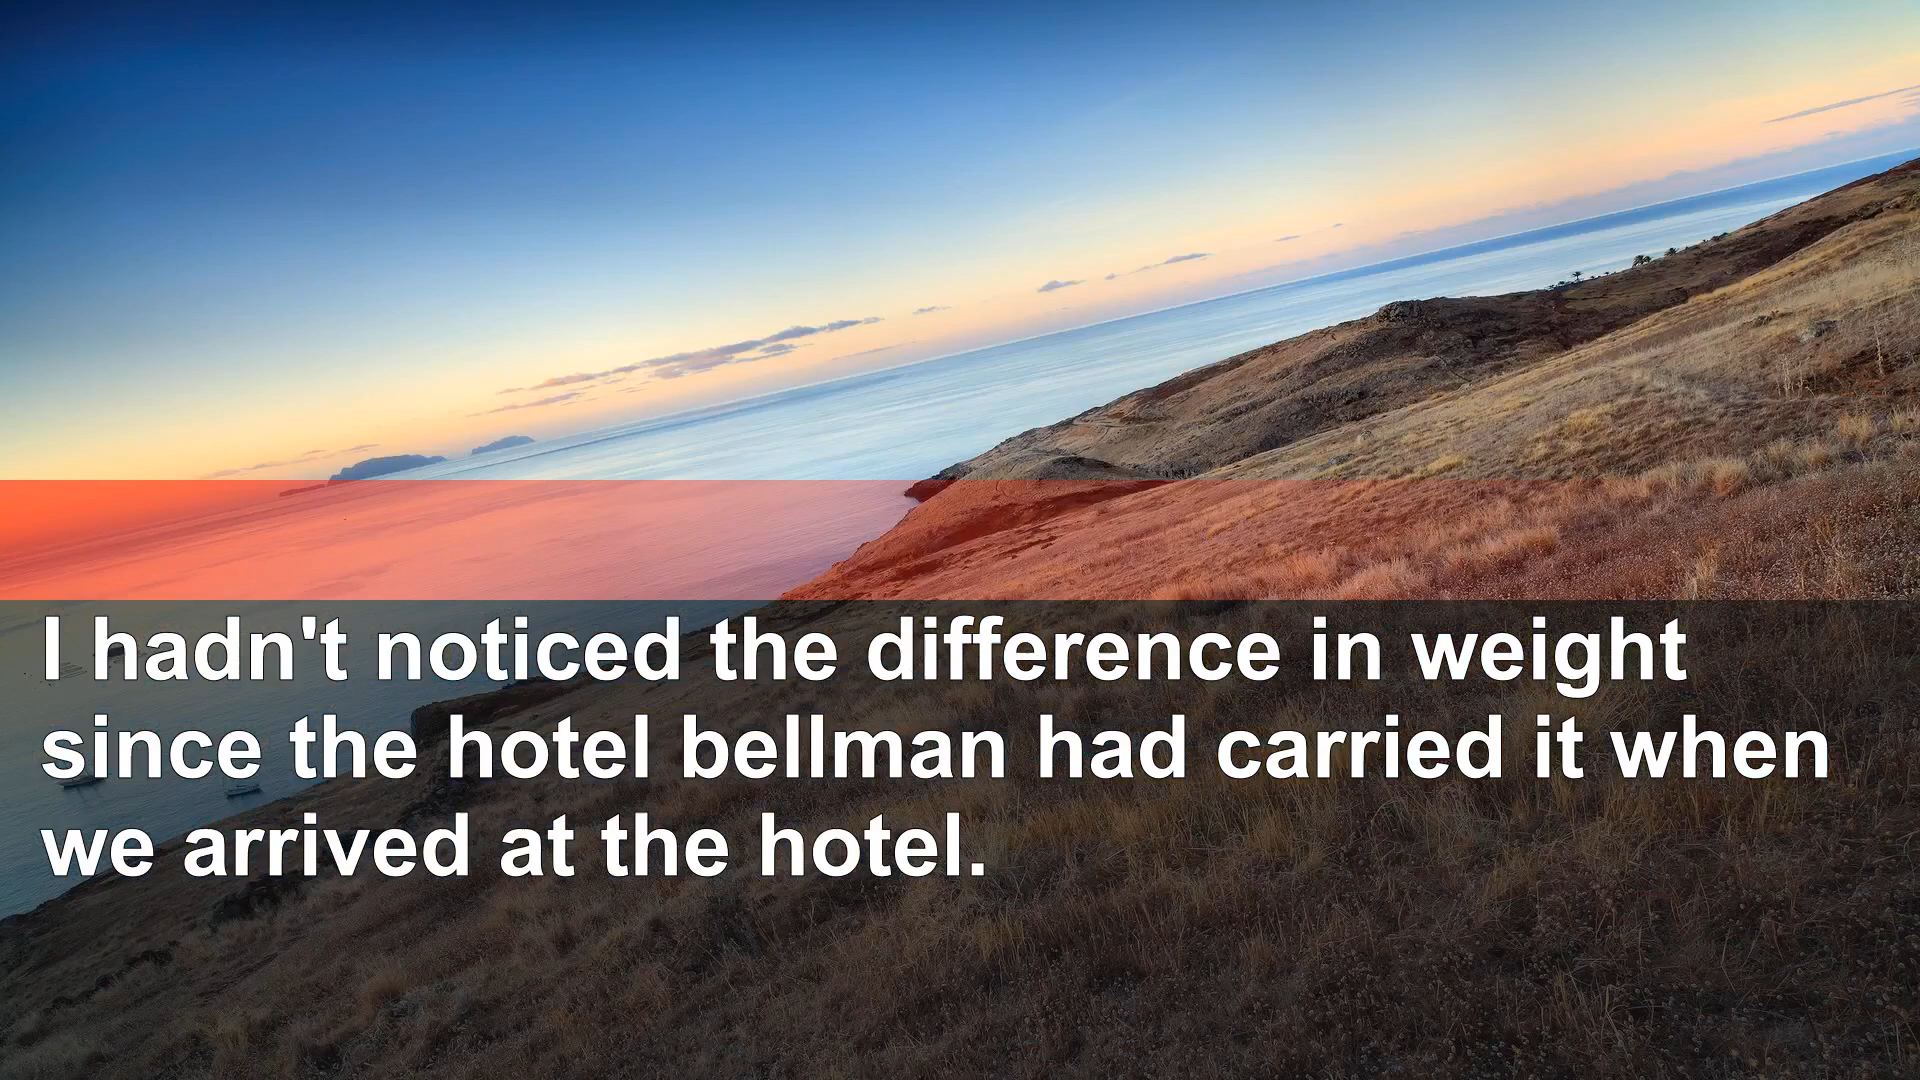 I hadn't noticed the difference in weight
since the hotel bellman had carried it when
we arrived at the hotel.